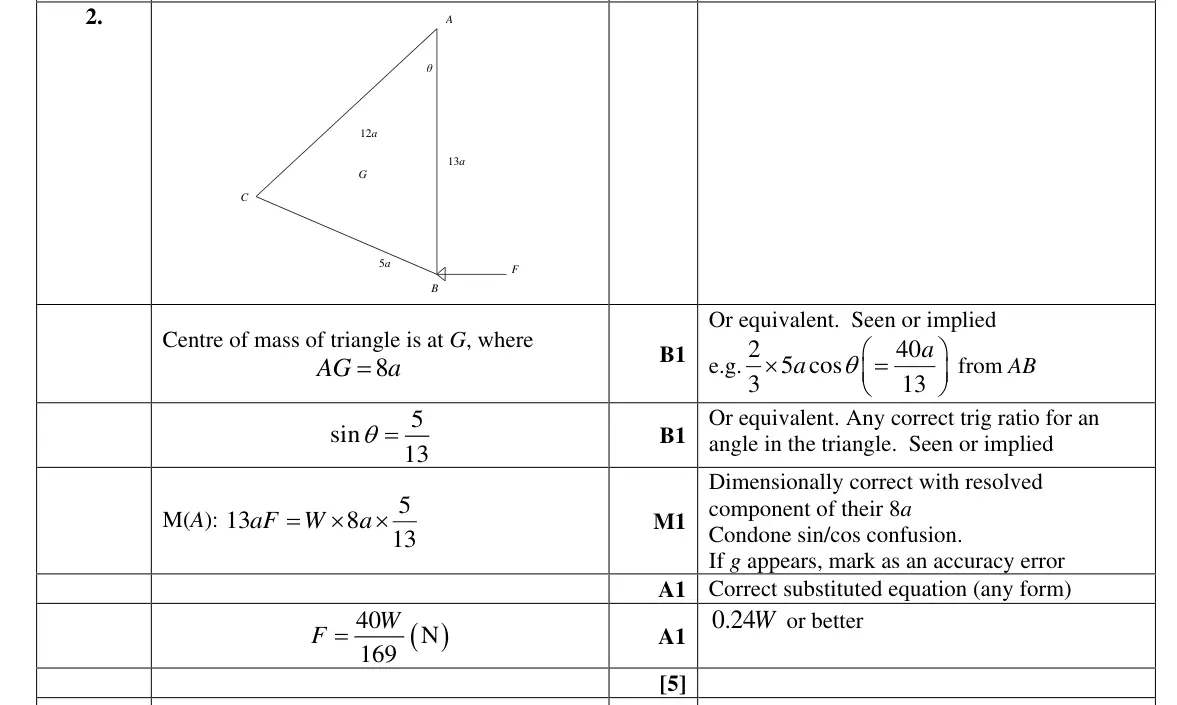 2.
A
θ
12a
13a
G
C
5a
F
B
Centre of mass of triangle is at G, where
AG = 8a
B1
Or equivalent.  Seen or implied
e.g. 2/3 × 5a cos θ (= 40a/13) from AB
sin θ = 5/13
B1
Or equivalent. Any correct trig ratio for an
angle in the triangle.  Seen or implied
M(A): 13aF = W × 8a × 5/13
M1
Dimensionally correct with resolved
component of their 8a
Condone sin/cos confusion.
If g appears, mark as an accuracy error
A1
Correct substituted equation (any form)
F = 40W/169 (N)
A1
0.24W or better
[5]